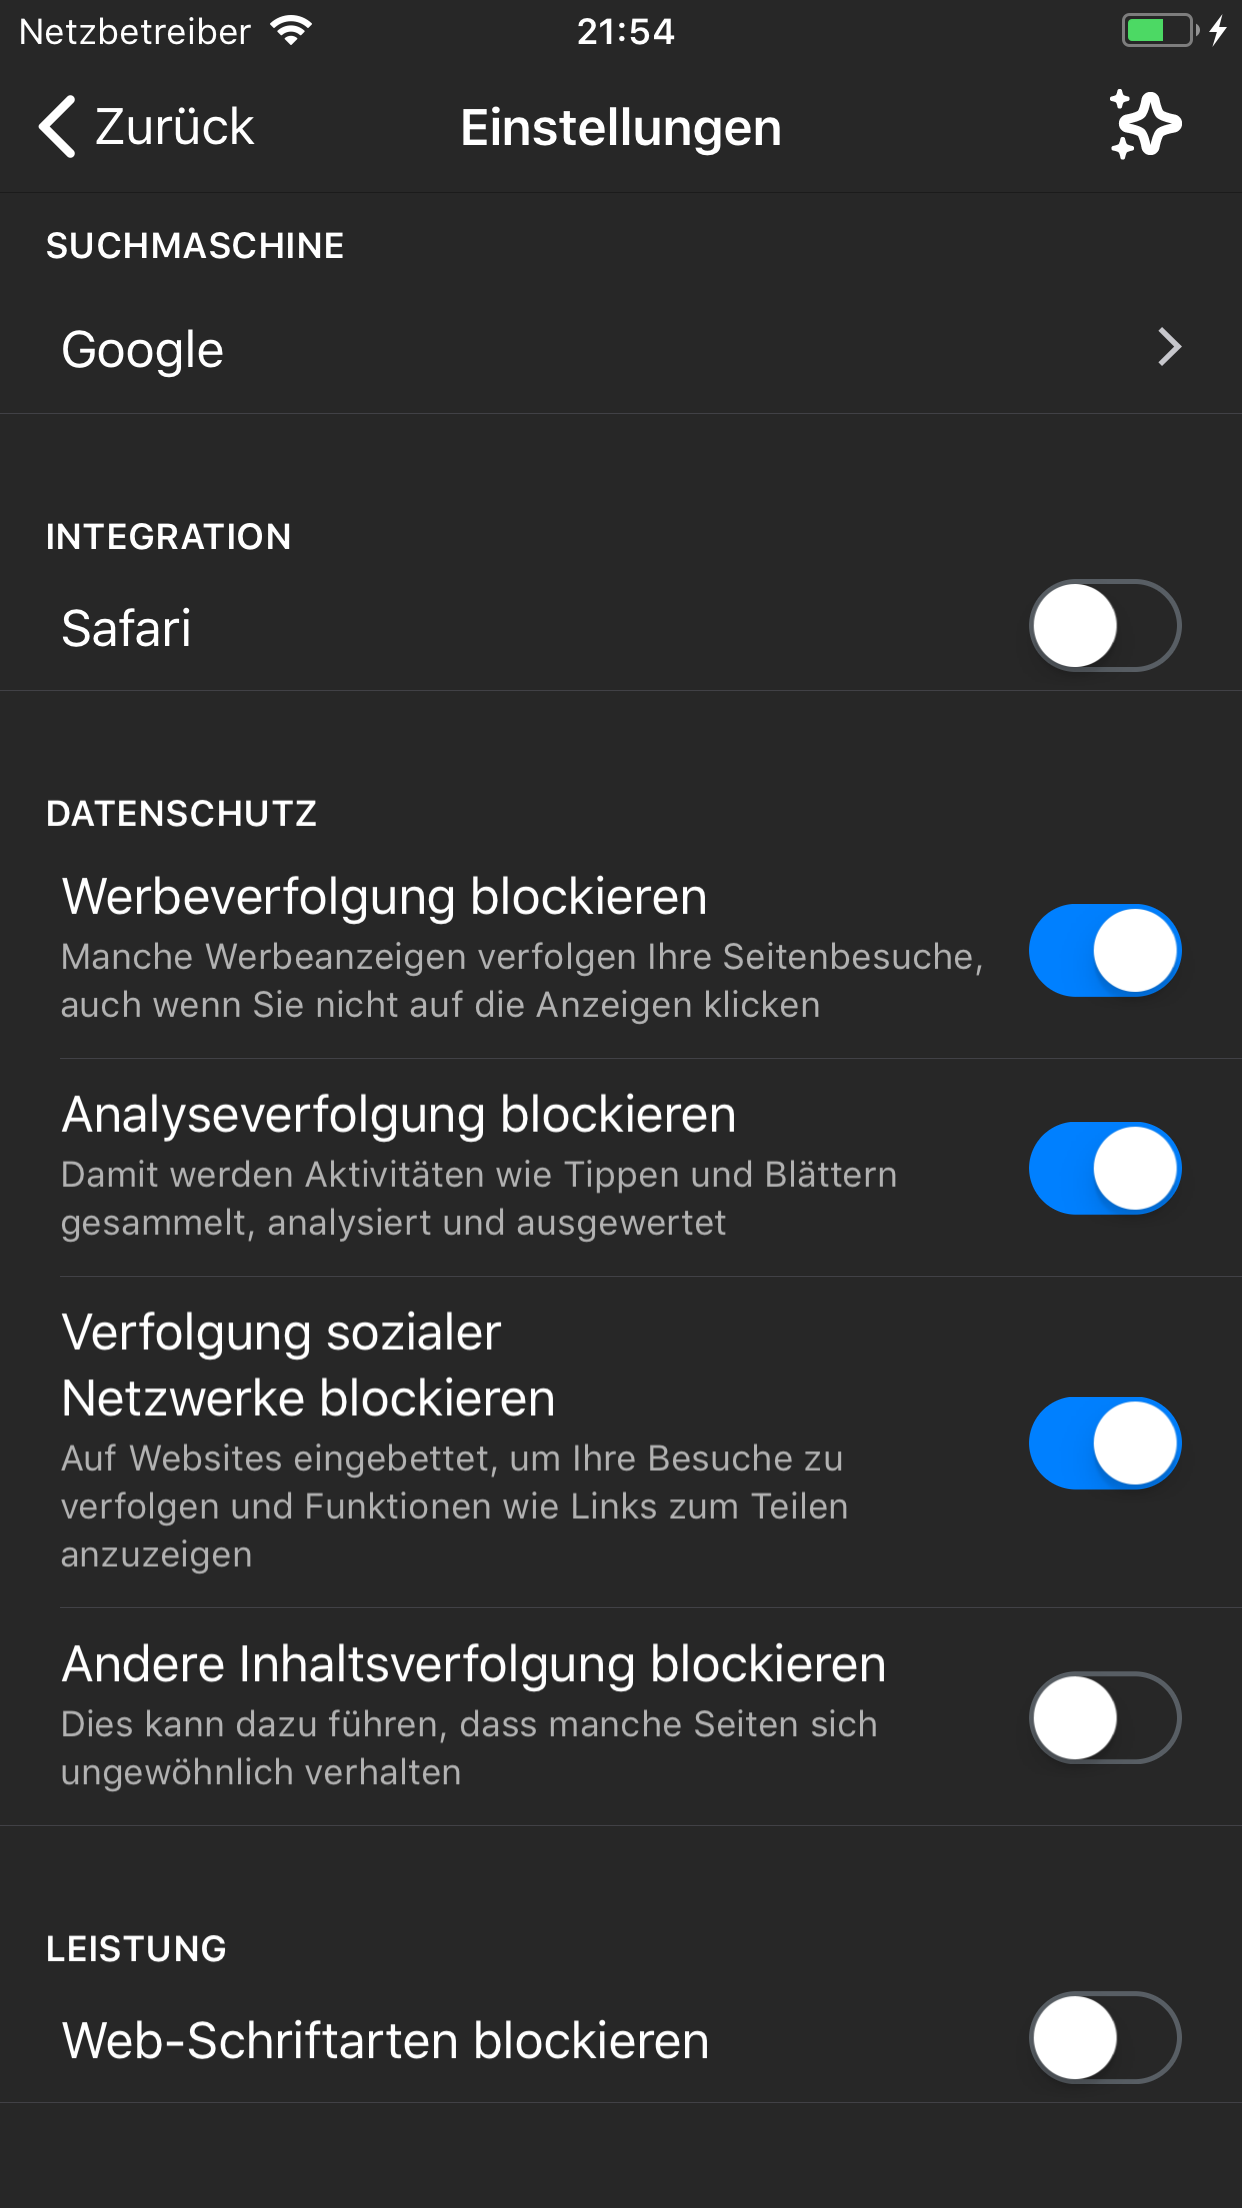 Netzbetreiber
21:54
Zurück
Einstellungen
SUCHMASCHINE
Google
INTEGRATION
Safari
DATENSCHUTZ
Werbeverfolgung blockieren
Manche Werbeanzeigen verfolgen Ihre Seitenbesuche,
auch wenn Sie nicht auf die Anzeigen klicken
Analyseverfolgung blockieren
Damit werden Aktivitäten wie Tippen und Blättern
gesammelt, analysiert und ausgewertet
Verfolgung sozialer
Netzwerke blockieren
Auf Websites eingebettet, um Ihre Besuche zu
verfolgen und Funktionen wie Links zum Teilen
anzuzeigen
Andere Inhaltsverfolgung blockieren
Dies kann dazu führen, dass manche Seiten sich
ungewöhnlich verhalten
LEISTUNG
Web-Schriftarten blockieren